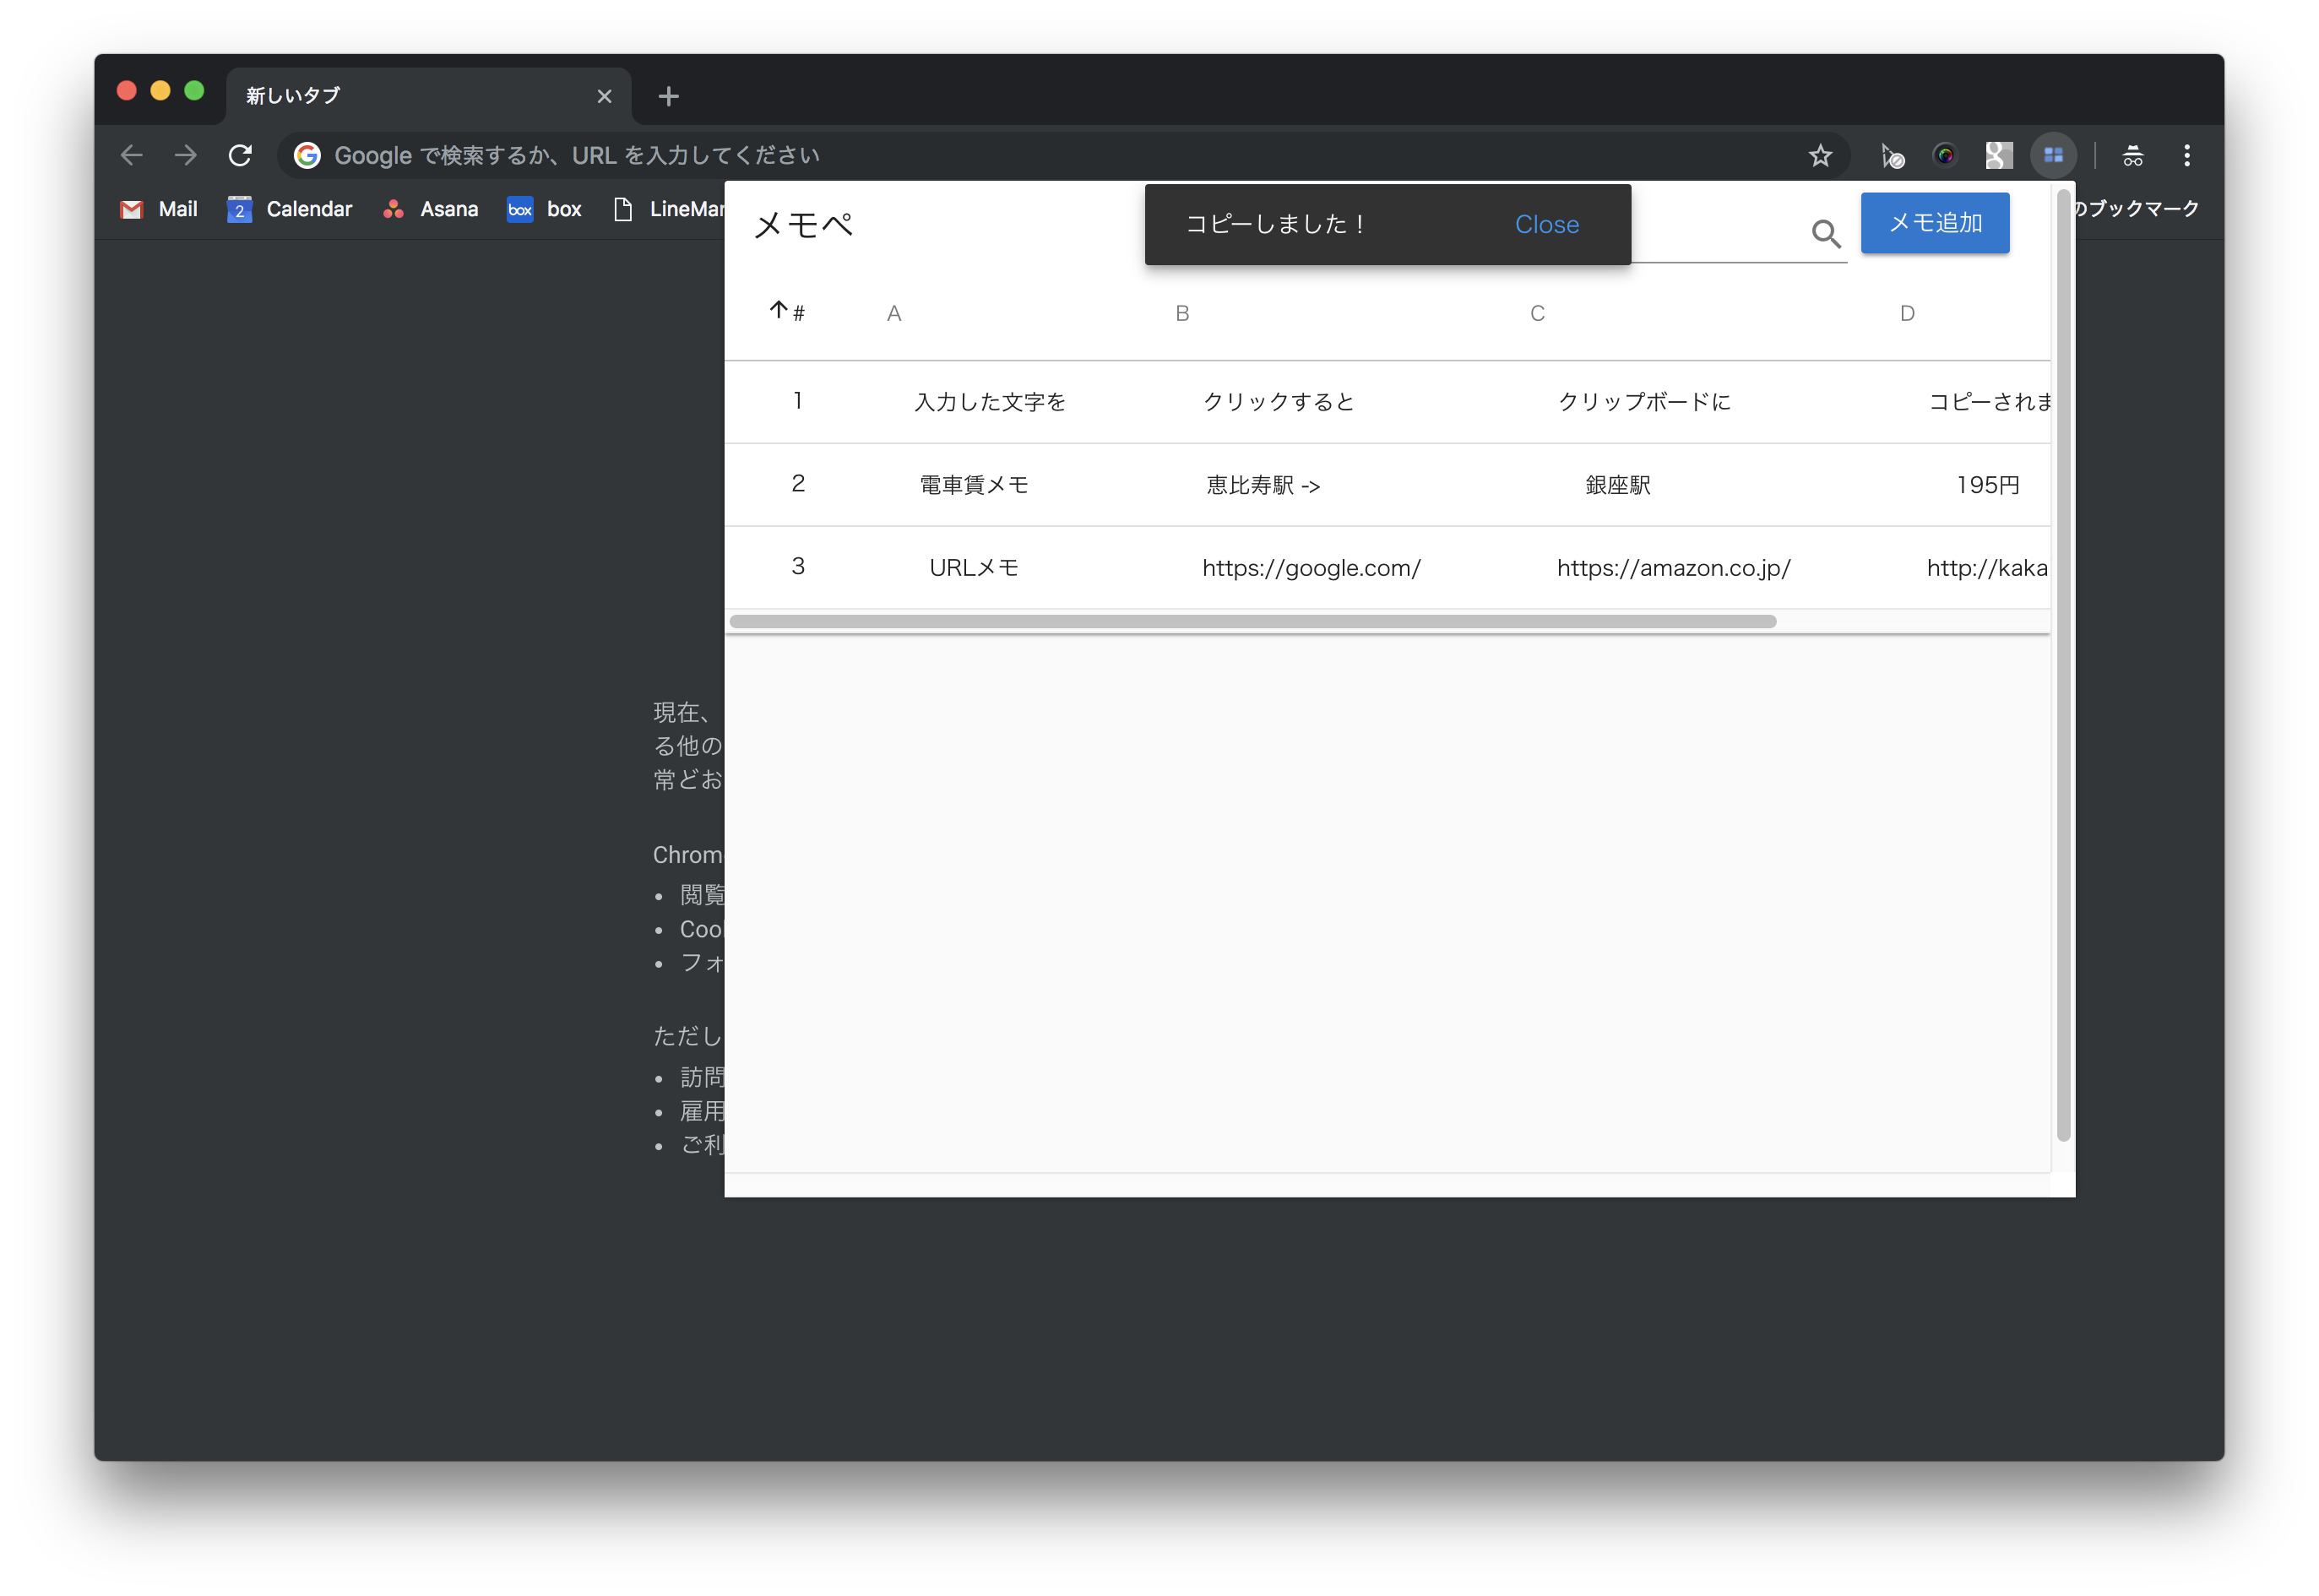 新しいタブ
Google で検索するか、URL を入力してください
Mail Calendar Asana box LineMar のブックマーク
メモペ コピーしました！ Close メモ追加
# A B C D
1 入力した文字を クリックすると クリップボードに コピーされま
2 電車賃メモ 恵比寿駅 -> 銀座駅 195円
3 URLメモ https://google.com/ https://amazon.co.jp/ http://kaka
現在、
る他の
常どお
Chrom
• 閲覧
• Cool
• フォ
ただし
• 訪問
• 雇用
• ご利